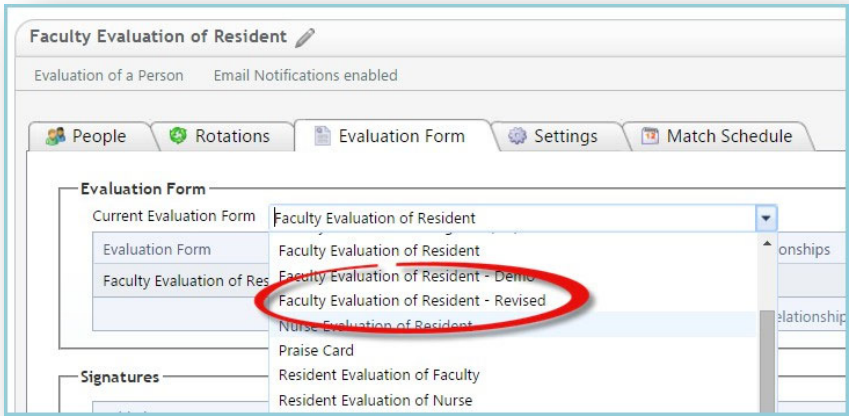 Faculty Evaluation of Resident
Evaluation of a Person Email Notifications enabled
People Rotations Evaluation Form Settings Match Schedule
Evaluation Form
Current Evaluation Form Faculty Evaluation of Resident
Evaluation Form Faculty Evaluation of Resident onships
Faculty Evaluation of Res Faculty Evaluation of Resident - Demo
Faculty Evaluation of Resident - Revised
Nurse Evaluation of Resident elationship
Praise Card
Signatures Resident Evaluation of Faculty
Resident Evaluation of Nurse